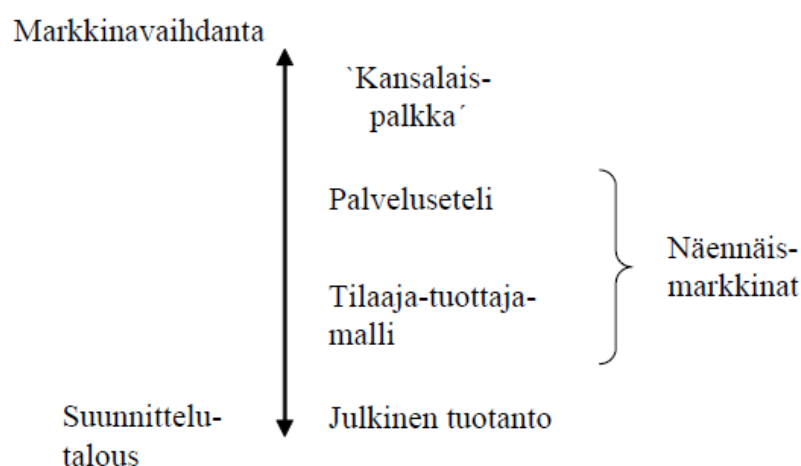 Markkinavaihdanta
`Kansalais-
palkka´
Palveluseteli
Näennäis-
markkinat
Tilaaja-tuottaja-
malli
Suunnittelu-
talous
Julkinen tuotanto